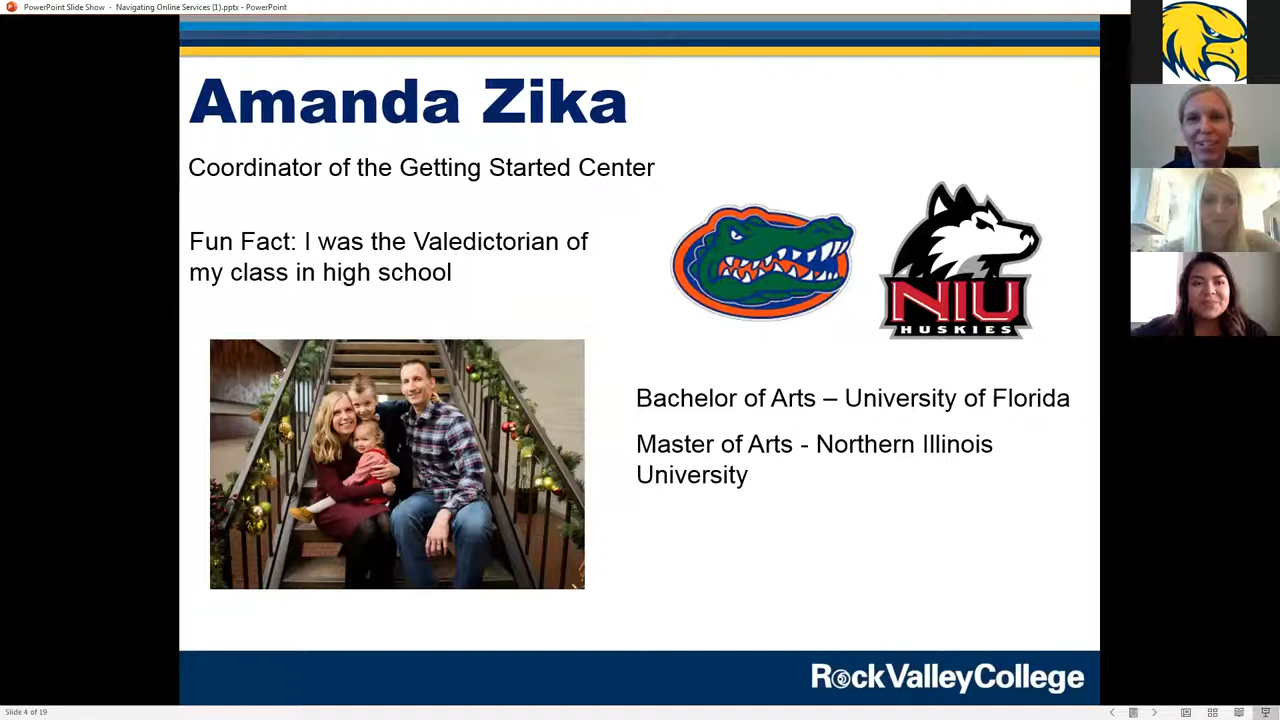 PowerPoint Slide Show - Navigating Online Services (1).pptx - PowerPoint
Amanda Zika
Coordinator of the Getting Started Center
Fun Fact: I was the Valedictorian of
my class in high school
NIU
HUSKIES
Bachelor of Arts – University of Florida
Master of Arts - Northern Illinois
University
RockValleyCollege
Slide 4 of 19